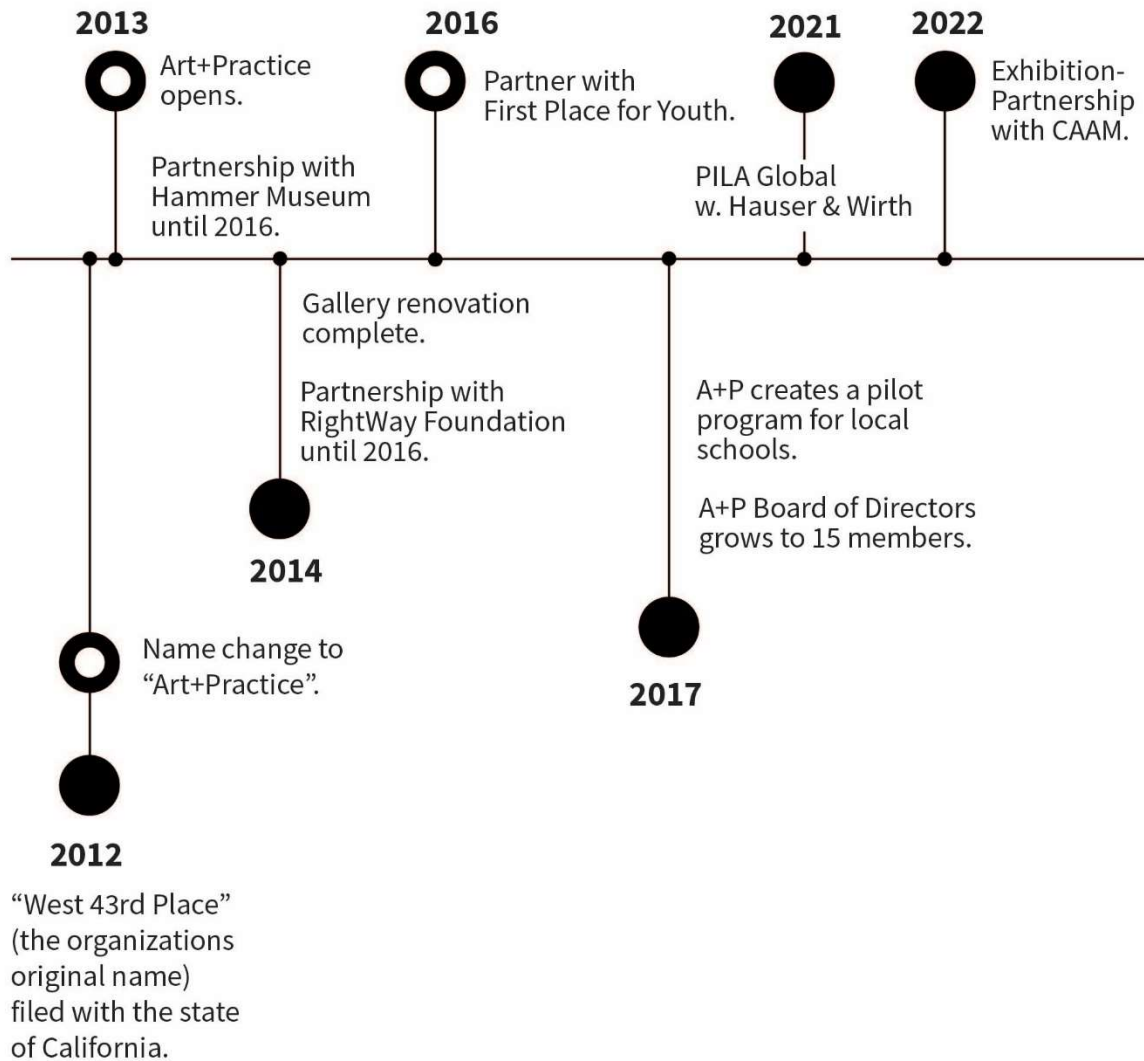 2013
Art+Practice
opens.
Partnership with
Hammer Museum
until 2016.
2016
Partner with
First Place for Youth.
2021
PILA Global
w. Hauser & Wirth
2022
Exhibition-
Partnership
with CAAM.
Gallery renovation
complete.
Partnership with
RightWay Foundation
until 2016.
2014
A+P creates a pilot
program for local
schools.
A+P Board of Directors
grows to 15 members.
2017
Name change to
“Art+Practice”.
2012
“West 43rd Place”
(the organizations
original name)
filed with the state
of California.